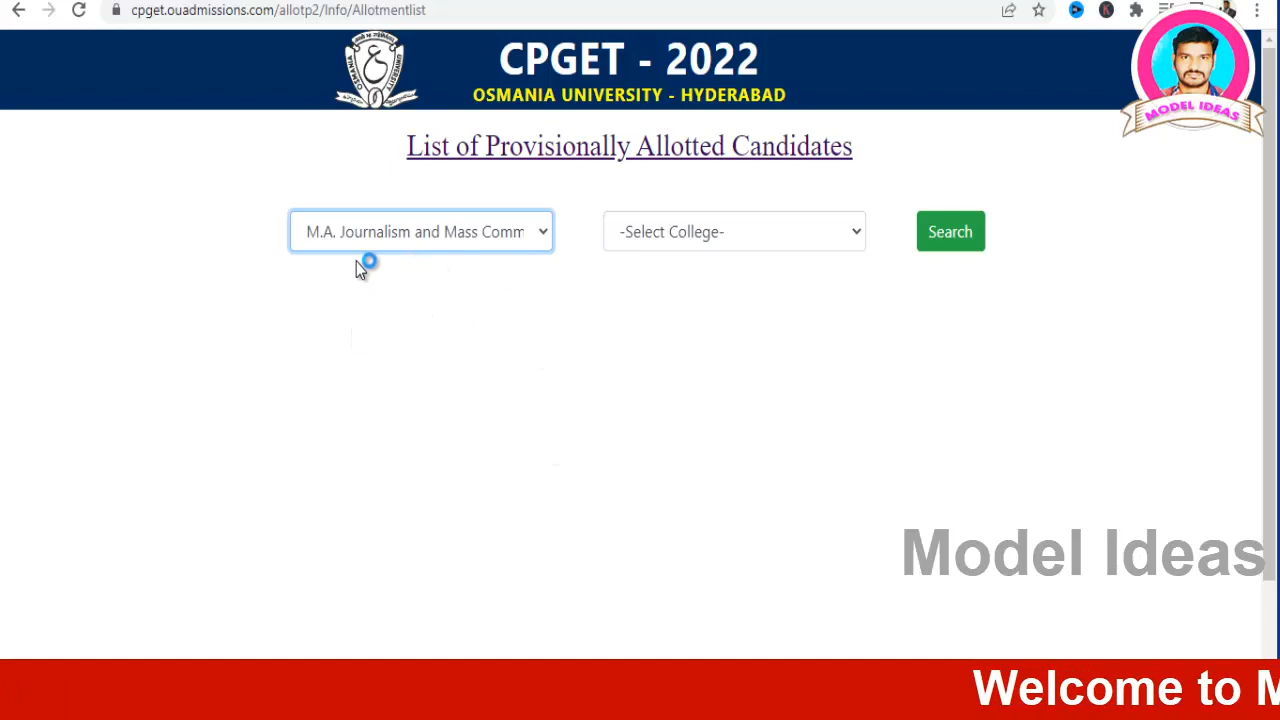 cpget.ouadmissions.com/allotp2/Info/Allotmentlist
CPGET - 2022
OSMANIA UNIVERSITY - HYDERABAD
MODEL IDEAS
List of Provisionally Allotted Candidates
M.A. Journalism and Mass Comm
-Select College-
Search
Model Ideas
Welcome to M